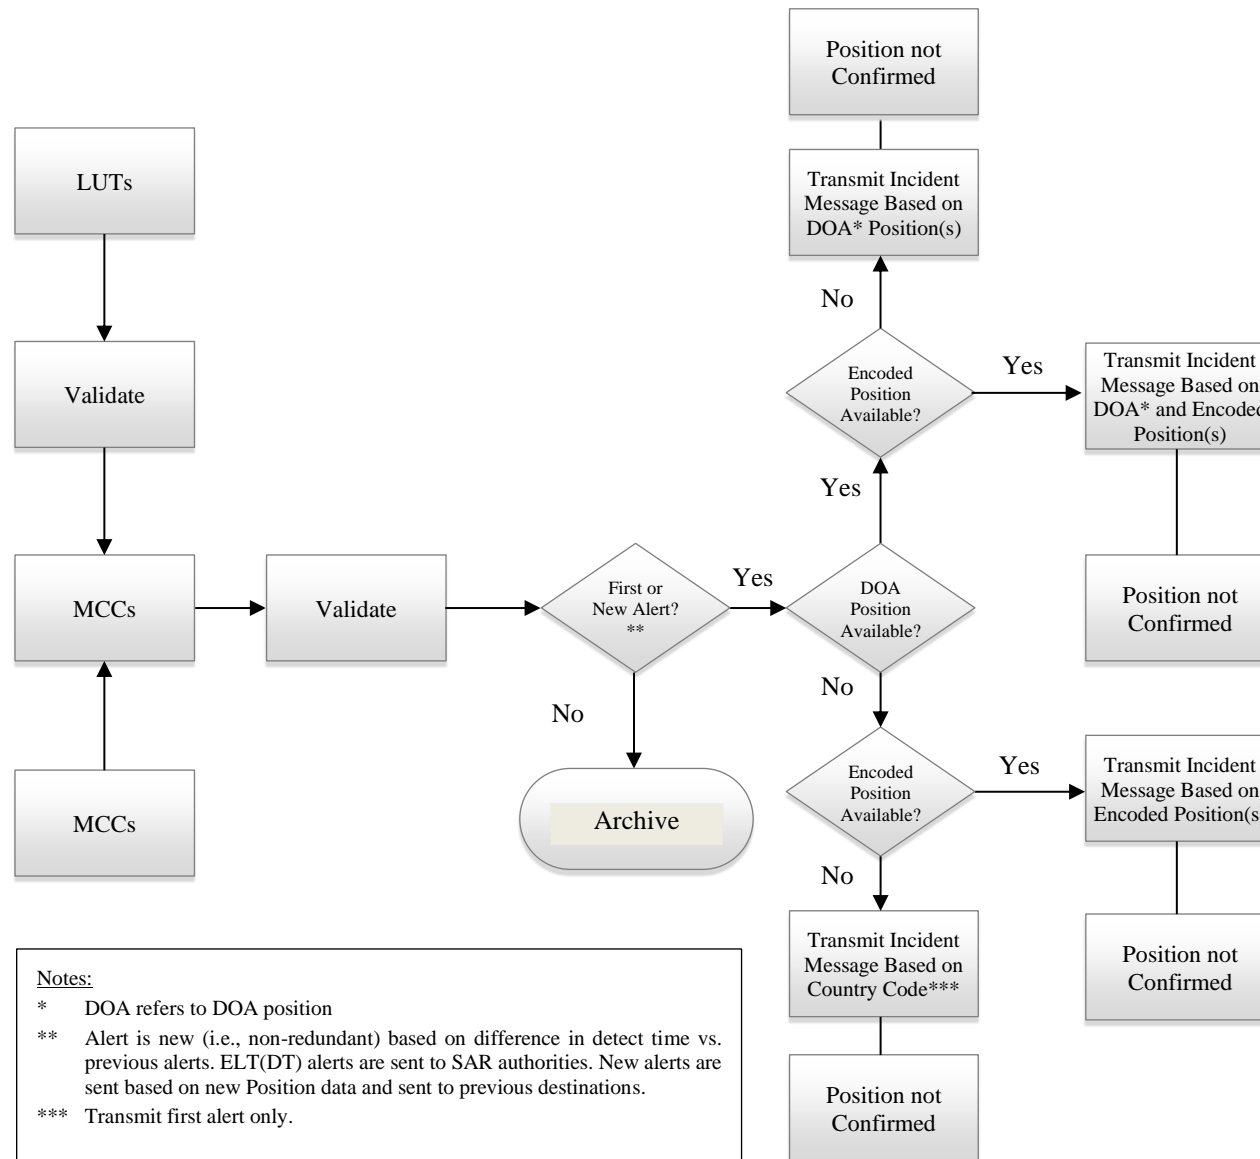 Position not
Confirmed
LUTs
Transmit Incident
Message Based on
DOA* Position(s)
No
Validate
Encoded
Position
Available?
Yes
Transmit Incident
Message Based on
DOA* and Encoded
Position(s)
Yes
MCCs
Validate
First or
New Alert?
**
Yes
DOA
Position
Available?
Position not
Confirmed
No
No
MCCs
Archive
Encoded
Position
Available?
Yes
Transmit Incident
Message Based on
Encoded Position(s
No
Transmit Incident
Message Based on
Country Code***
Position not
Confirmed
Position not
Confirmed
Notes:
* DOA refers to DOA position
** Alert is new (i.e., non-redundant) based on difference in detect time vs.
previous alerts. ELT(DT) alerts are sent to SAR authorities. New alerts are
sent based on new Position data and sent to previous destinations.
*** Transmit first alert only.